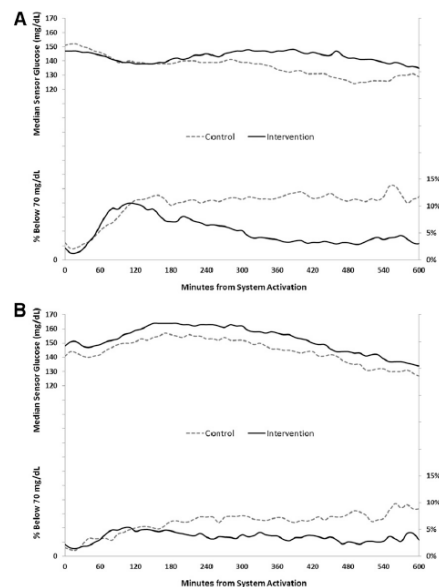 A
Median Sensor Glucose (mg/dL)
170
160
150
140
130
120
Control Intervention
% Below 70 mg/dL
15%
10%
5%
0%
0
0 60 120 180 240 300 360 420 480 540 600
Minutes from System Activation
B
Median Sensor Glucose (mg/dL)
170
160
150
140
130
120
Control Intervention
% Below 70 mg/dL
15%
10%
5%
0%
0
0 60 120 180 240 300 360 420 480 540 600
Minutes from System Activation